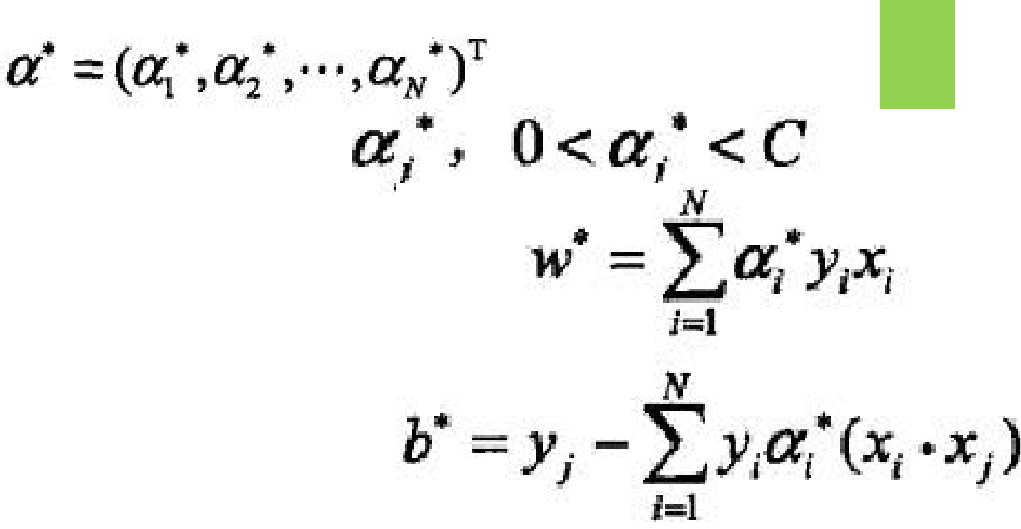 α* = (α₁*, α₂*, ⋯, α_N*)ᵀ
α_j*, 0 < α_j* < C
w* = ∑_{i=1}^{N} α_i* y_i x_i
b* = y_j − ∑_{i=1}^{N} y_i α_i* (x_i · x_j)